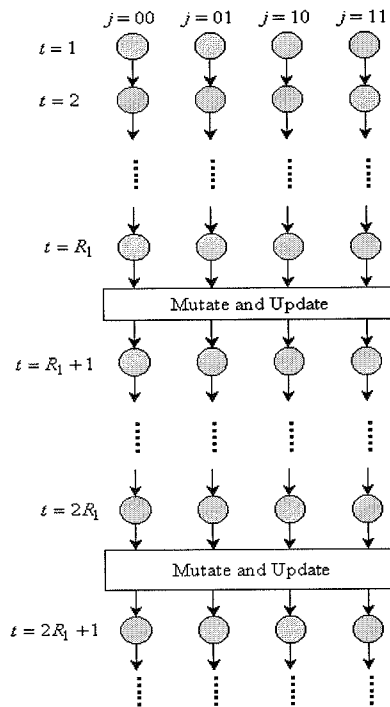 j = 00 j = 01 j = 10 j = 11
t = 1
t = 2
t = R₁
Mutate and Update
t = R₁ + 1
t = 2R₁
Mutate and Update
t = 2R₁ + 1